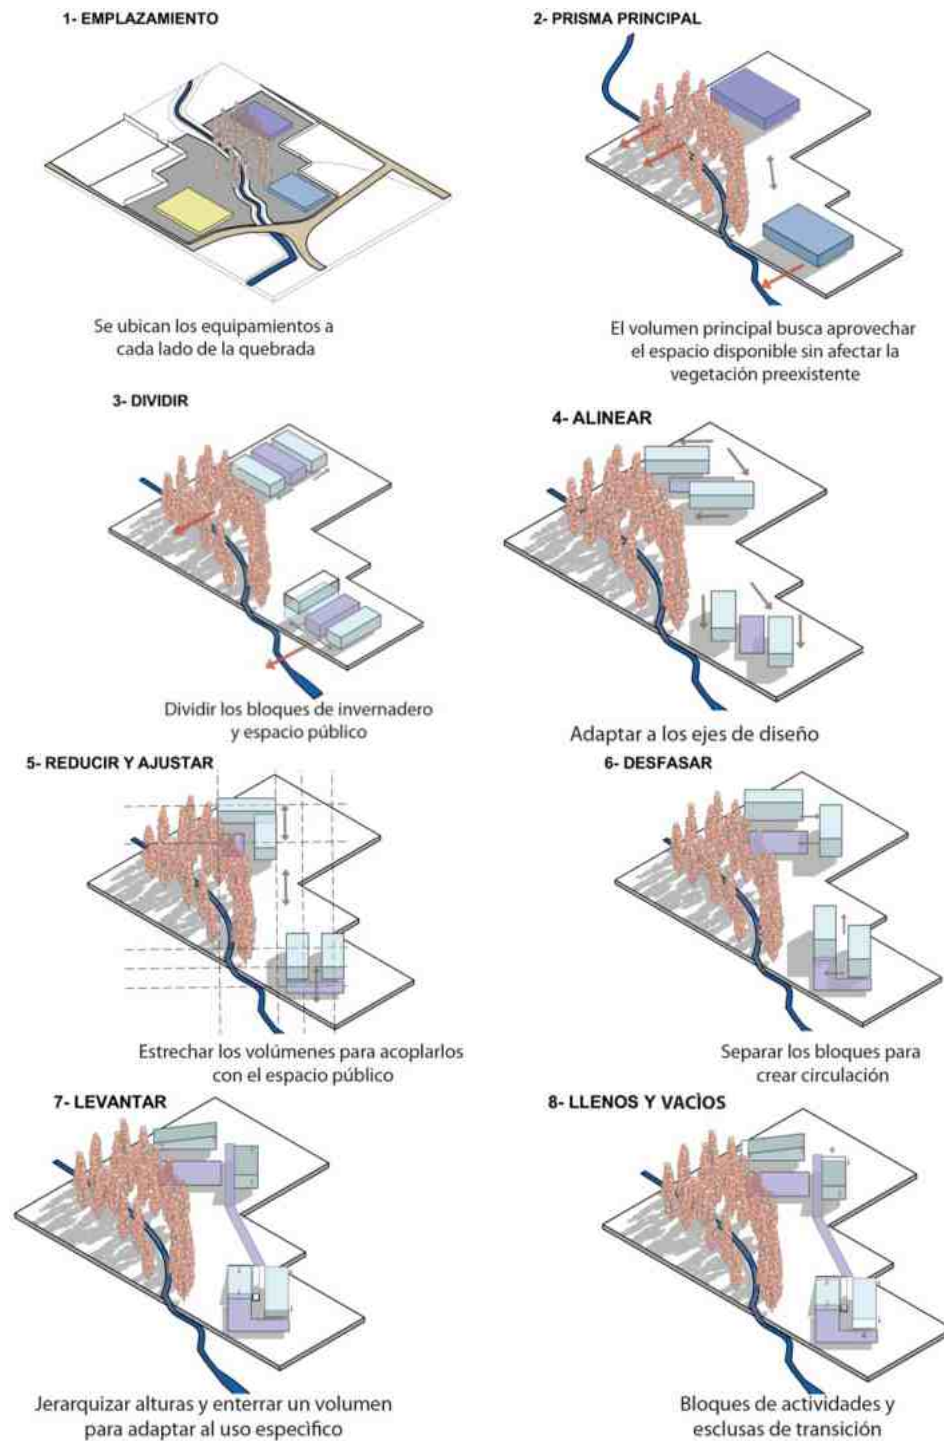 1- EMPLAZAMIENTO
Se ubican los equipamientos a
cada lado de la quebrada
2- PRISMA PRINCIPAL
El volumen principal busca aprovechar
el espacio disponible sin afectar la
vegetación preexistente
3- DIVIDIR
Dividir los bloques de invernadero
y espacio público
4- ALINEAR
Adaptar a los ejes de diseño
5- REDUCIR Y AJUSTAR
Estrechar los volúmenes para acoplarlos
con el espacio público
6- DESFASAR
Separar los bloques para
crear circulación
7- LEVANTAR
Jerarquizar alturas y enterrar un volumen
para adaptar al uso especìfico
8- LLENOS Y VACÌOS
Bloques de actividades y
esclusas de transición